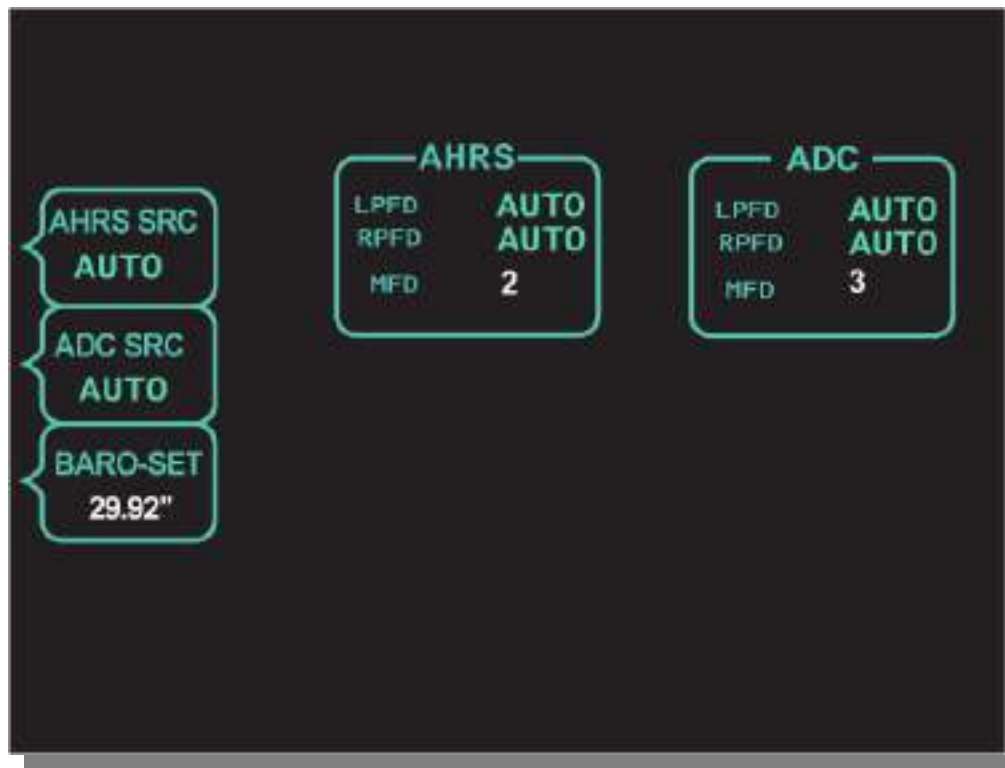 AHRS SRC
AUTO
ADC SRC
AUTO
BARO-SET
29.92"
AHRS
LPFD AUTO
RPFD AUTO
MFD 2
ADC
LPFD AUTO
RPFD AUTO
MFD 3